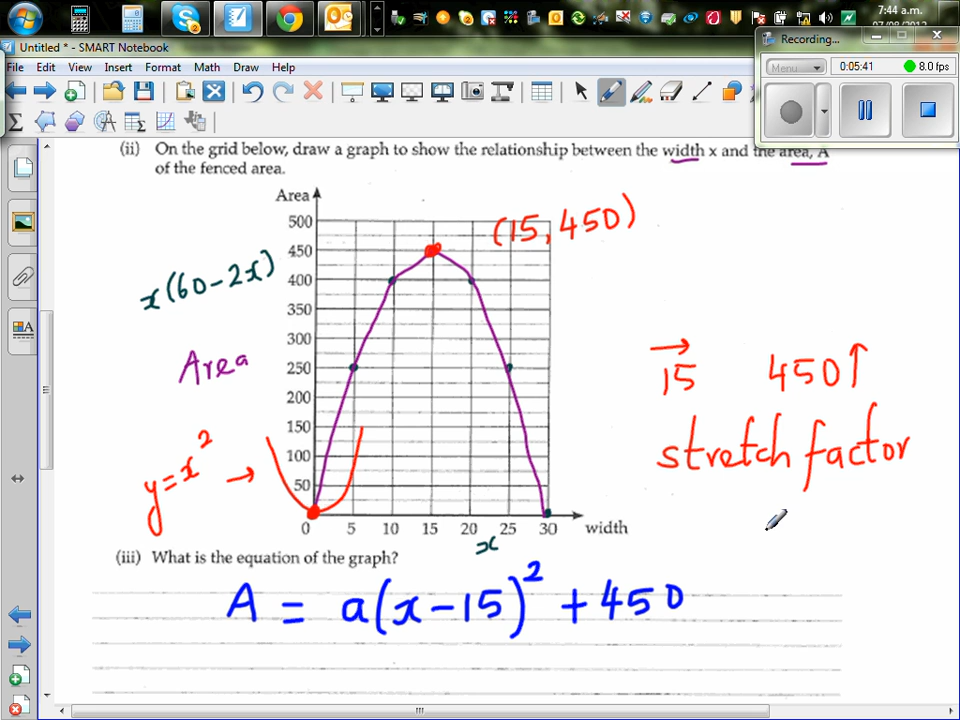 7:44 a.m.
07/08/2012
Untitled * - SMART Notebook
Recording...
File Edit View Insert Format Math Draw Help
Menu 0:05:41 8.0 fps
(ii) On the grid below, draw a graph to show the relationship between the width x and the area, A
of the fenced area.
Area
500
450
400
350
300
250
200
150
100
50
0 5 10 15 20 25 30 width
(15, 450)
x(60-2x)
Area
y=x² →
15 450↑
stretch factor
x
(iii) What is the equation of the graph?
A = a(x-15)² + 450